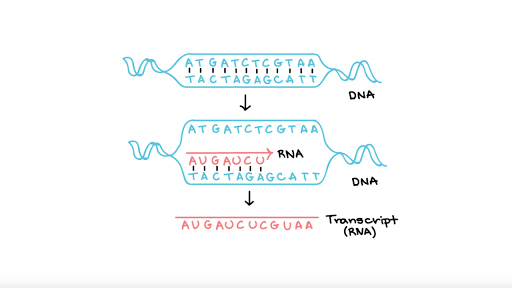 ATGATCTCGTAA
TACTAGAGCATT
DNA
ATGATCTCGTAA
AUGAUCU RNA
TACTAGAGCATT
DNA
AUGAUCUCGUAA
Transcript
(RNA)